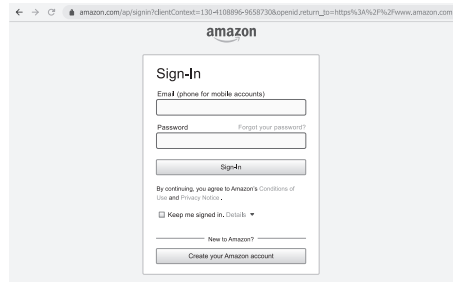 amazon.com/ap/signin?clientContext=130-4108896-9658730&openid.return_to=https%3A%2F%2Fwww.amazon.com
amazon
Sign-In
Email (phone for mobile accounts)
Password Forgot your password?
Sign-In
By continuing, you agree to Amazon's Conditions of
Use and Privacy Notice.
Keep me signed in. Details
New to Amazon?
Create your Amazon account